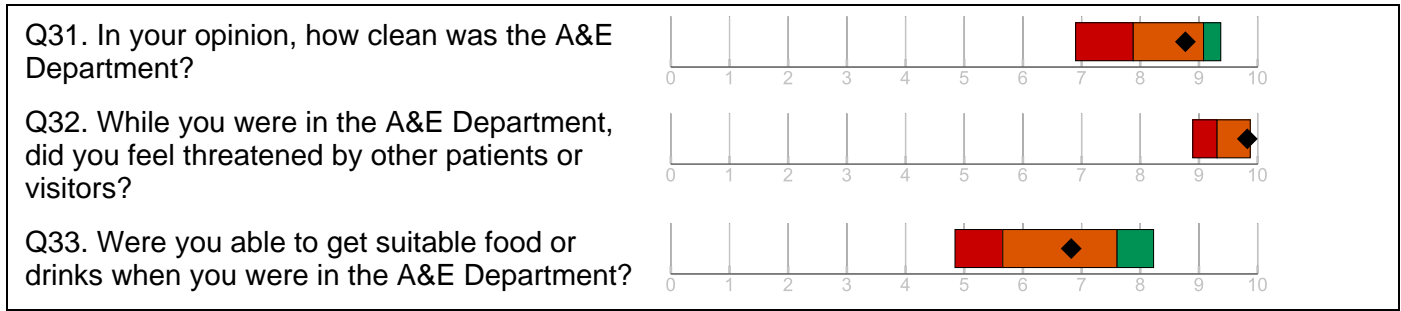 Q31. In your opinion, how clean was the A&E
Department?
0 1 2 3 4 5 6 7 8 9 10
Q32. While you were in the A&E Department,
did you feel threatened by other patients or
visitors?
0 1 2 3 4 5 6 7 8 9 10
Q33. Were you able to get suitable food or
drinks when you were in the A&E Department?
0 1 2 3 4 5 6 7 8 9 10